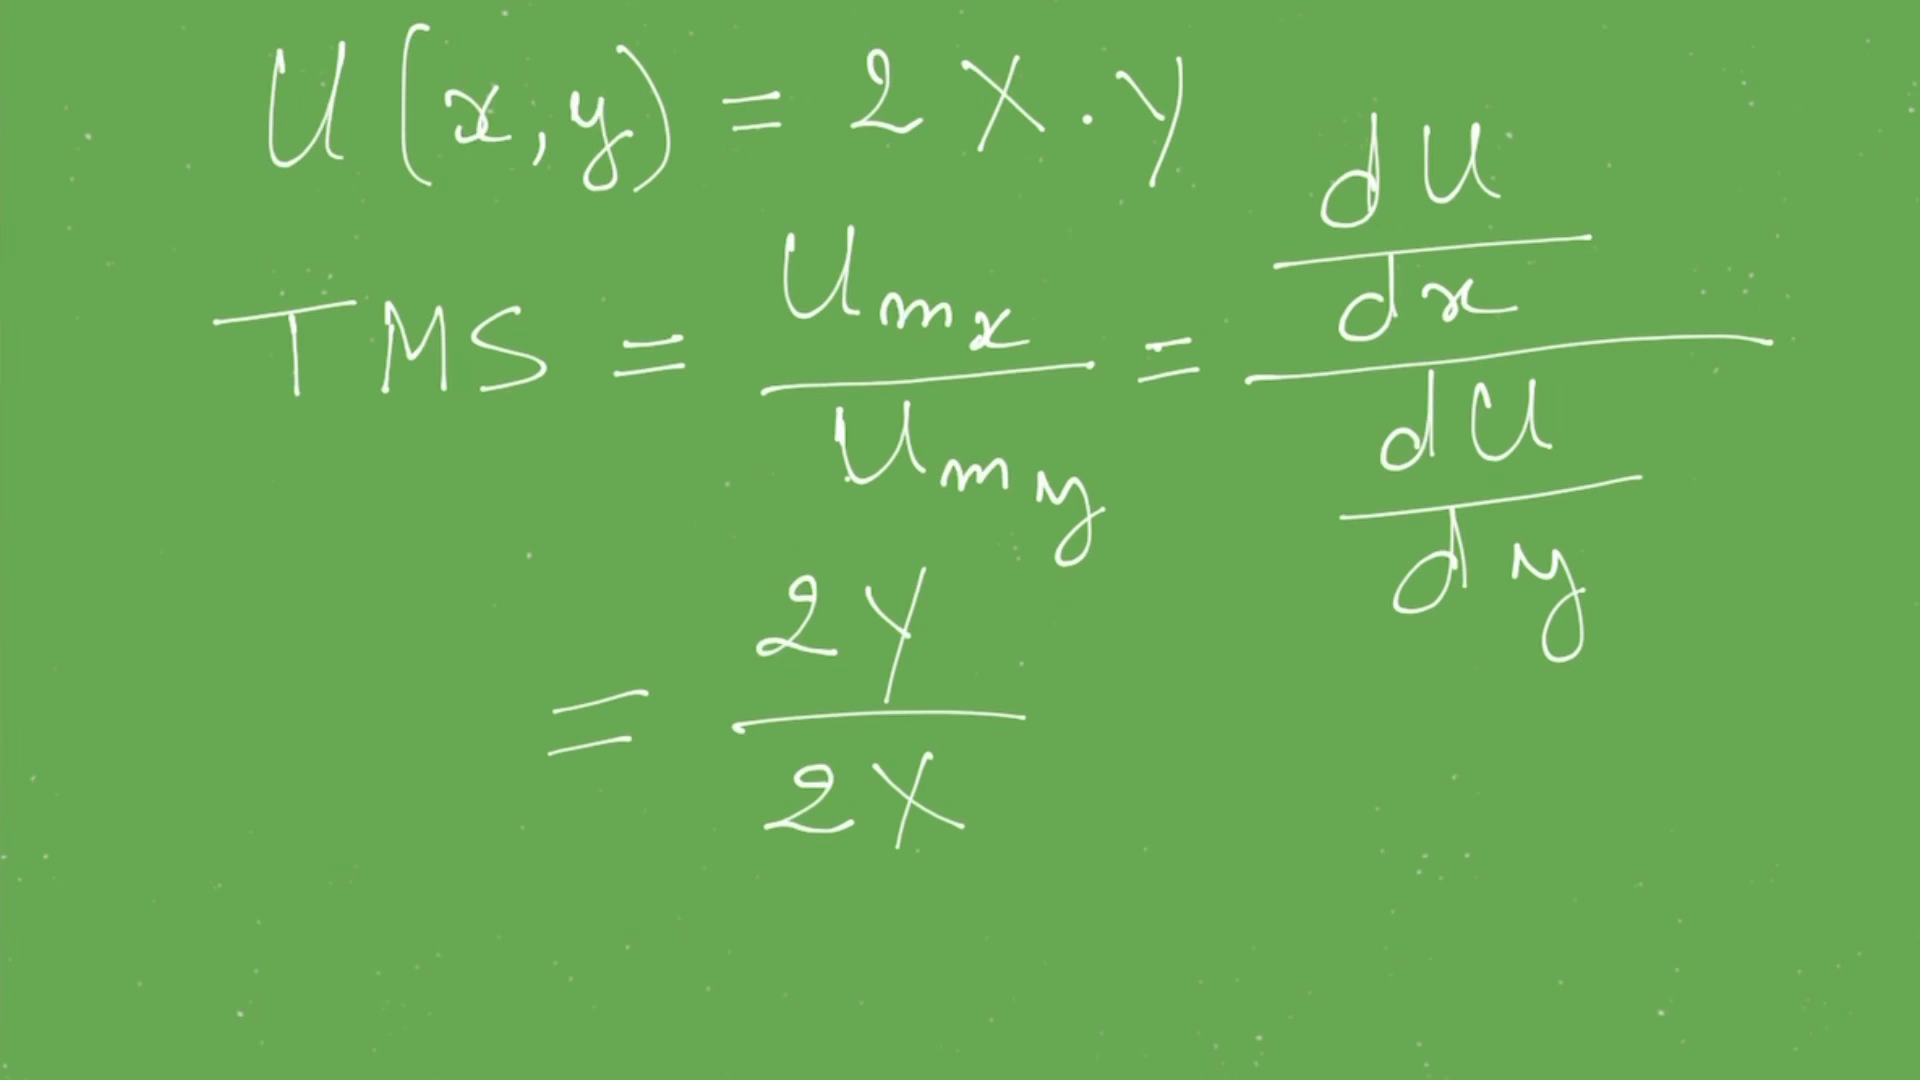 U(x,y) = 2X.Y
TMS = Umx / Umy = dU/dx / dU/dy
= 2Y / 2X